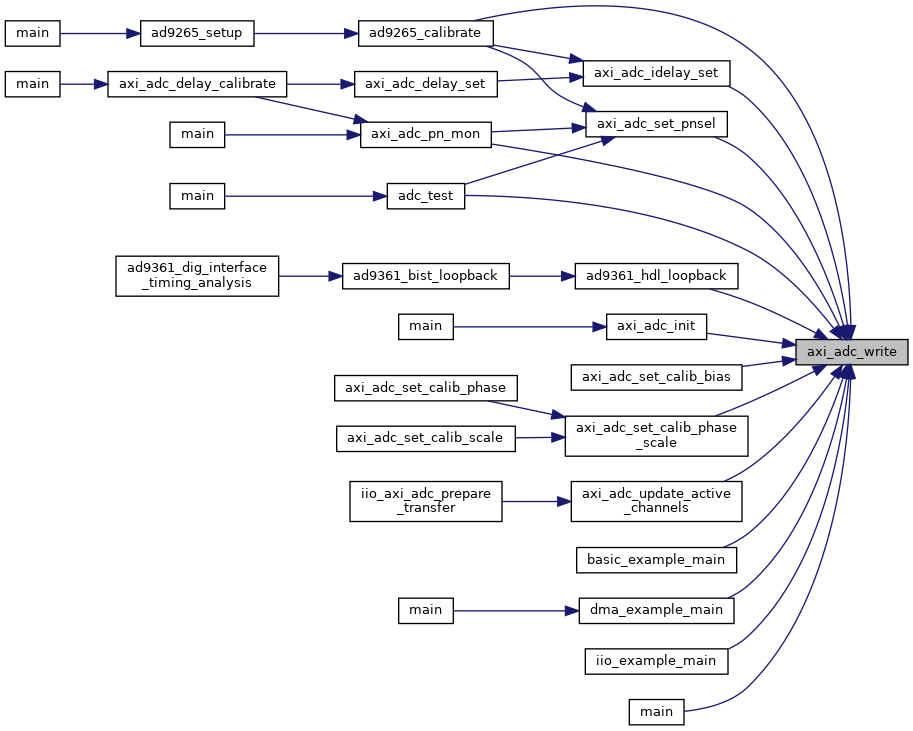 main
ad9265_setup
ad9265_calibrate
axi_adc_idelay_set
main
axi_adc_delay_calibrate
axi_adc_delay_set
axi_adc_set_pnsel
main
axi_adc_pn_mon
main
adc_test
ad9361_dig_interface
_timing_analysis
ad9361_bist_loopback
ad9361_hdl_loopback
main
axi_adc_init
axi_adc_write
axi_adc_set_calib_bias
axi_adc_set_calib_phase
axi_adc_set_calib_phase
_scale
axi_adc_set_calib_scale
iio_axi_adc_prepare
_transfer
axi_adc_update_active
_channels
basic_example_main
main
dma_example_main
iio_example_main
main